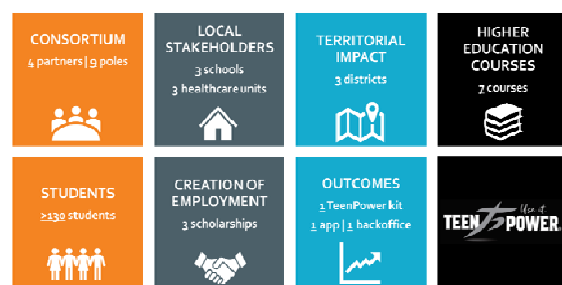 CONSORTIUM
4 partners| 9 poles
LOCAL
STAKEHOLDERS
3 schools
3 healthcare units
TERRITORIAL
IMPACT
3 districts
HIGHER
EDUCATION
COURSES
7 courses
STUDENTS
>130 students
CREATION OF
EMPLOYMENT
3 scholarships
OUTCOMES
1 TeenPower kit
1 app | 1 backoffice
Use it
TEEN POWER